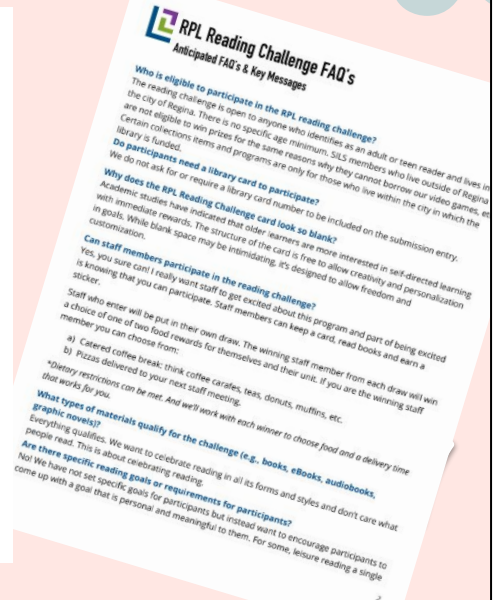 RPL Reading Challenge FAQ's
Anticipated FAQ's & Key Messages
Who is eligible to participate in the RPL reading challenge?
The reading challenge is open to anyone who identifies as an adult or teen reader and lives in
the city of Regina. There is no specific age minimum. SILS members who live outside of Regina
are not eligible to win prizes for the same reasons why they cannot borrow our video games, et
Certain collections items and programs are only for those who live within the city in which the
library is funded.
Do participants need a library card to participate?
We do not ask for or require a library card number to be included on the submission entry.
Why does the RPL Reading Challenge card look so blank?
Academic studies have indicated that older learners are more interested in self-directed learning
with immediate rewards. The structure of the card is free to allow creativity and personalization
in goals. While blank space may be intimidating, it's designed to allow freedom and
customization.
Can staff members participate in the reading challenge?
Yes, you sure can! I really want staff to get excited about this program and part of being excited
is knowing that you can participate. Staff members can keep a card, read books and earn a
sticker.
Staff who enter will be put in their own draw. The winning staff member from each draw will win
a choice of one of two food rewards for themselves and their unit. If you are the winning staff
member you can choose from:
a) Catered coffee break: think coffee carafes, teas, donuts, muffins, etc.
b) Pizzas delivered to your next staff meeting.
*Dietary restrictions can be met. And we'll work with each winner to choose food and a delivery time
that works for you.
What types of materials qualify for the challenge (e.g., books, eBooks, audiobooks,
graphic novels)?
Everything qualifies. We want to celebrate reading in all its forms and styles and don't care what
people read. This is about celebrating reading.
Are there specific reading goals or requirements for participants?
No! We have not set specific goals for participants but instead want to encourage participants to
come up with a goal that is personal and meaningful to them. For some, leisure reading a single